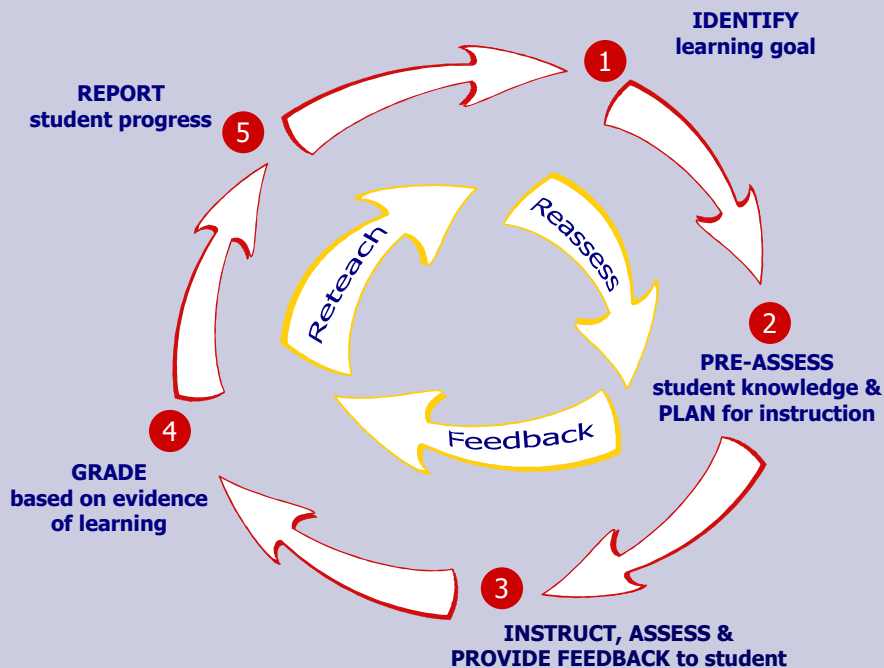 1
IDENTIFY
learning goal
2
PRE-ASSESS
student knowledge &
PLAN for instruction
3
INSTRUCT, ASSESS &
PROVIDE FEEDBACK to student
4
GRADE
based on evidence
of learning
5
REPORT
student progress
Reassess
Feedback
Reteach